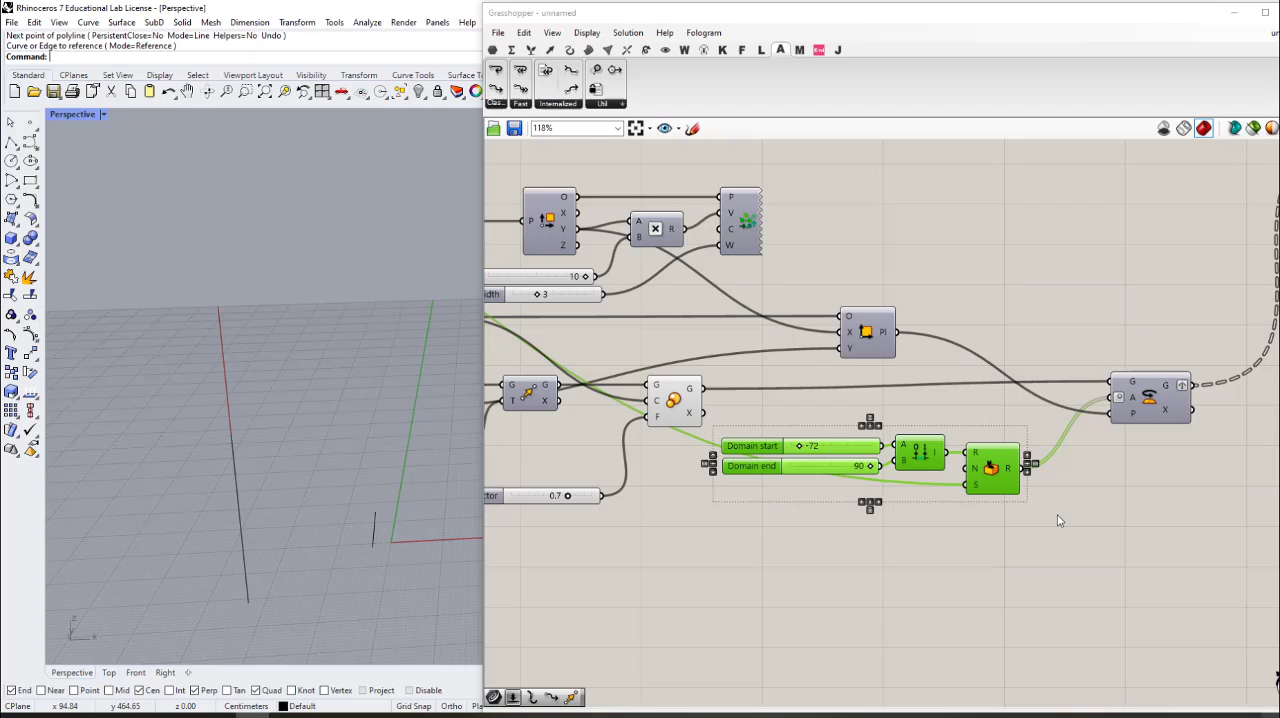 Rhinoceros 7 Educational Lab License - [Perspective]
Grasshopper - unnamed
File Edit View Curve Surface SubD Solid Mesh Dimension Transform Tools Analyze Render Panels Help
File Edit View Display Solution Help Fologram
un
Next point of polyline ( PersistentClose=No Mode=Line Helpers=No Undo )
Curve or Edge to reference ( Mode=Reference )
Command:
K F L A M J
Standard CPlanes Set View Display Select Viewport Layout Visibility Transform Curve Tools Surface T
Clas... Fast Internalized Util
118%
Perspective
O
X
Y
Z
P
A
B
R
P
V
C
W
10
idth 3
O
X
Y
Pl
G
T
G
X
G
C
F
G
X
G
A
P
G
X
Domain start -72
Domain end 90
A
B
I
R
N
S
R
ctor 0.7
z
x
Perspective Top Front Right
End Near Point Mid Cen Int Perp Tan Quad Knot Vertex Project Disable
CPlane x 94.84 y 464.65 z 0.00 Centimeters Default Grid Snap Ortho Pla